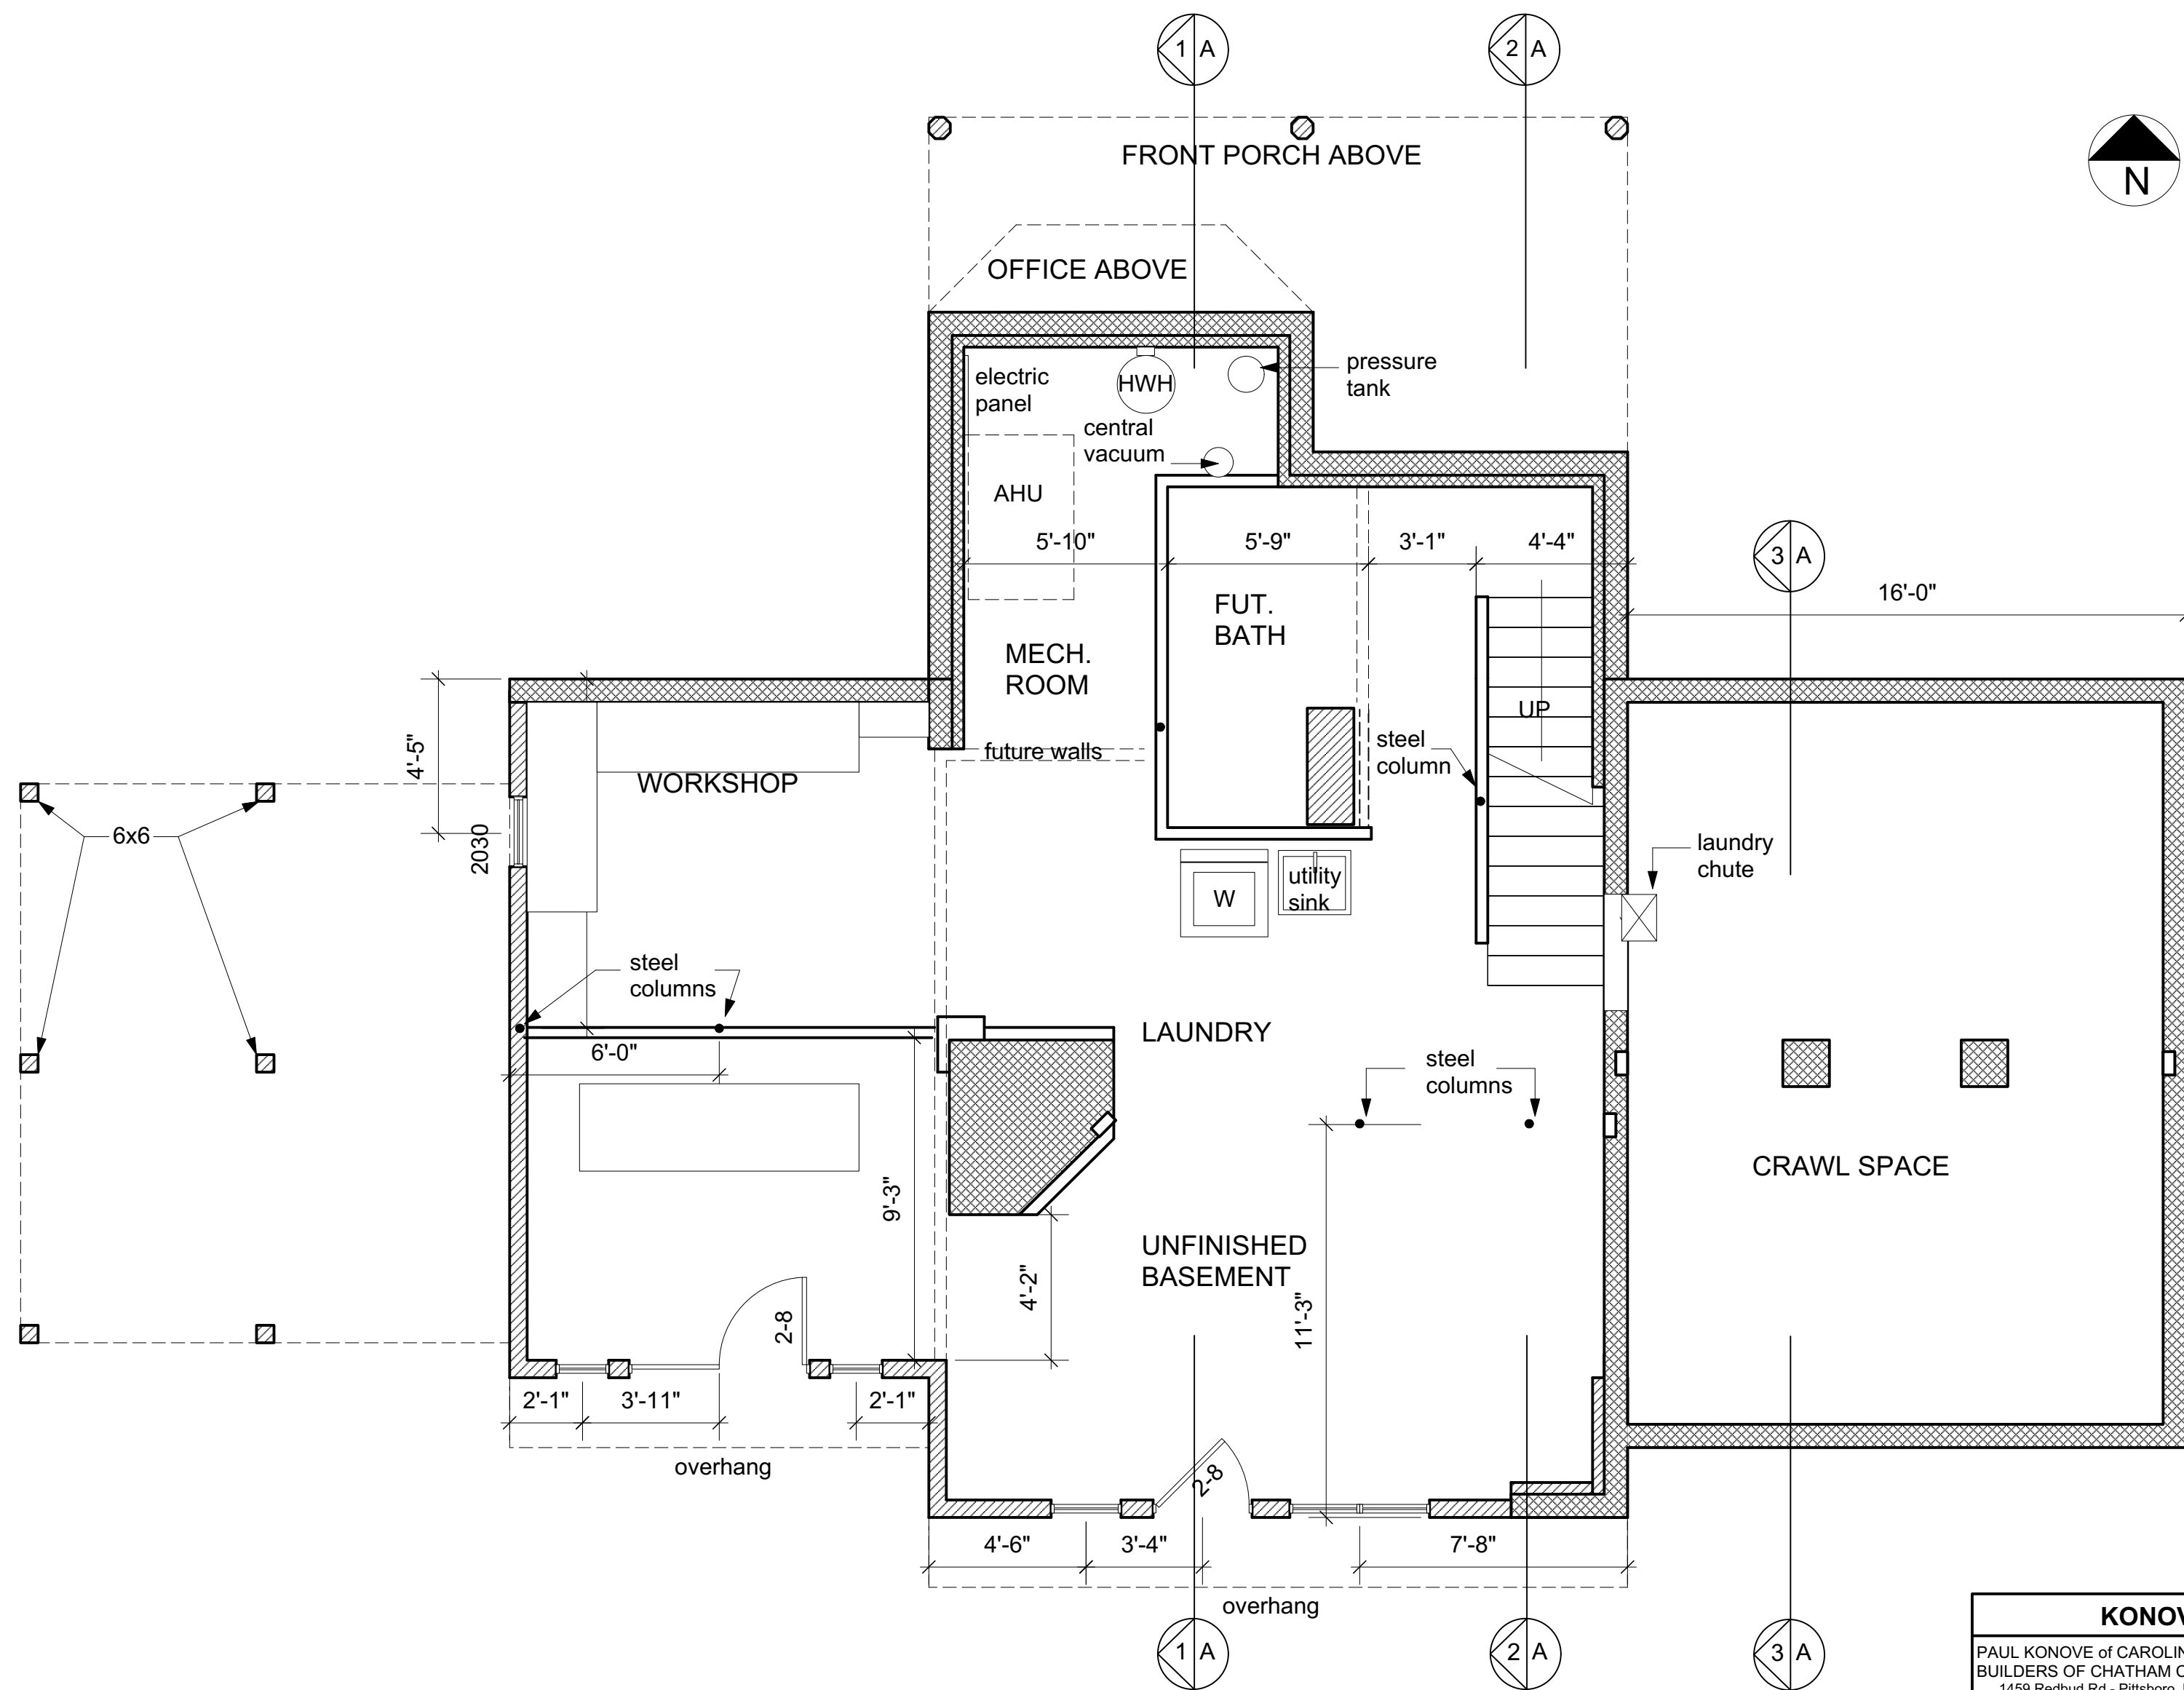 1 A
2 A
FRONT PORCH ABOVE
N
OFFICE ABOVE
electric
panel
HWH
pressure
tank
central
vacuum
AHU
5'-10"
5'-9"
3'-1"
4'-4"
3 A
16'-0"
FUT.
BATH
MECH.
ROOM
UP
4'-5"
future walls
steel
column
WORKSHOP
6x6
2030
laundry
chute
utility
sink
W
steel
columns
LAUNDRY
6'-0"
steel
columns
CRAWL SPACE
9'-3"
UNFINISHED
BASEMENT
4'-2"
11'-3"
2-8
2'-1"
3'-11"
2'-1"
overhang
2-8
4'-6"
3'-4"
7'-8"
overhang
1 A
2 A
3 A
KONOV
PAUL KONOVE of CAROLIN
BUILDERS OF CHATHAM C
1459 Redbud Rd - Pittsboro,